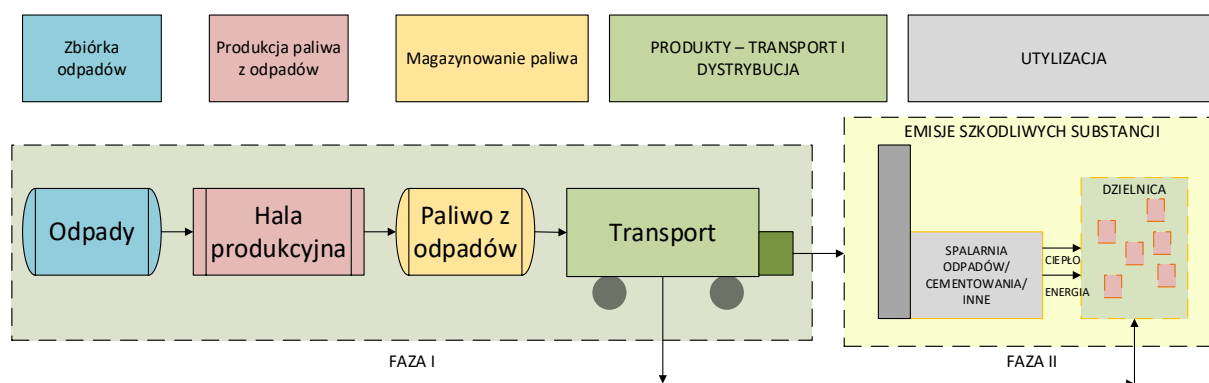 Zbiórka
odpadów
Produkcja paliwa
z odpadów
Magazynowanie paliwa
PRODUKTY – TRANSPORT I
DYSTRYBUCJA
UTYLIZACJA
EMISJE SZKODLIWYCH SUBSTANCJI
Odpady
Hala
produkcyjna
Paliwo z
odpadów
Transport
DZIELNICA
SPALARNIA
ODPADÓW/
CEMENTOWANIA/
INNE
CIEPŁO
ENERGIA
FAZA I
FAZA II